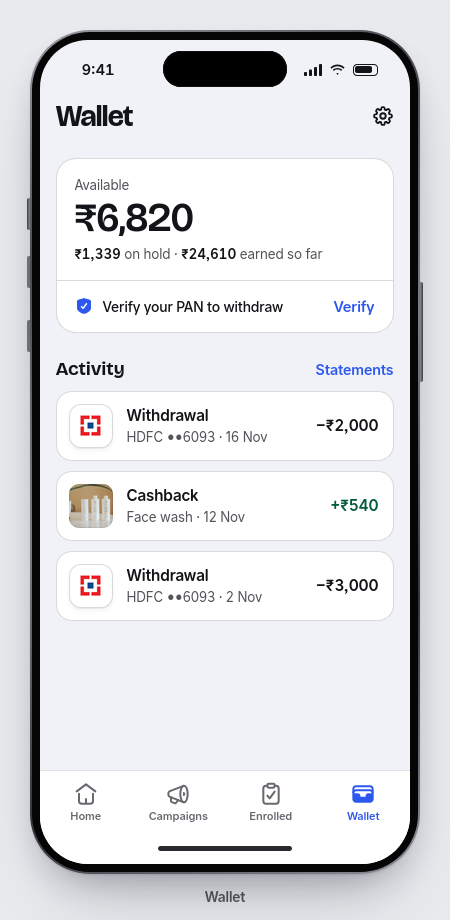 9:41
Wallet
Available
₹6,820
₹1,339 on hold · ₹24,610 earned so far
Verify your PAN to withdraw
Verify
Activity
Statements
Withdrawal
−₹2,000
HDFC ••6093 · 16 Nov
Cashback
+₹540
Face wash · 12 Nov
Withdrawal
−₹3,000
HDFC ••6093 · 2 Nov
Home
Campaigns
Enrolled
Wallet
Wallet